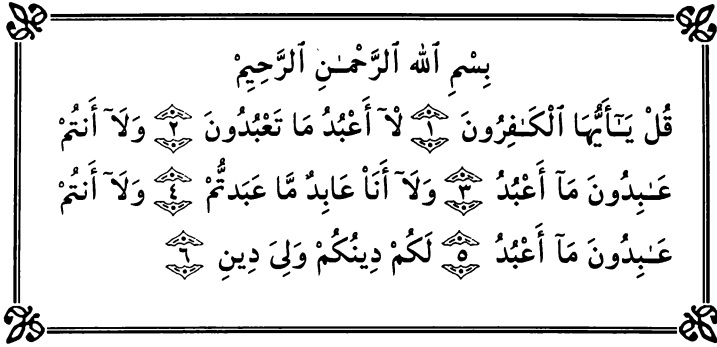 بِسْمِ ٱللهِ ٱلرَّحْمَـٰنِ ٱلرَّحِيمِْ
قُلْ يَـٰٓأَيُّهَا ٱلْكَـٰفِرُونَ ١ لَآ أَعْبُدُ مَا تَعْبُدُونَ ٢ وَلَآ أَنتُمْ
عَـٰبِدُونَ مَآ أَعْبُدُ ٣ وَلَآ أَنَا۠ عَابِدٌ مَّا عَبَدتُّمْ ٤ وَلَآ أَنتُمْ
عَـٰبِدُونَ مَآ أَعْبُدُ ٥ لَكُمْ دِينُكُمْ وَلِىَ دِينِ ٦